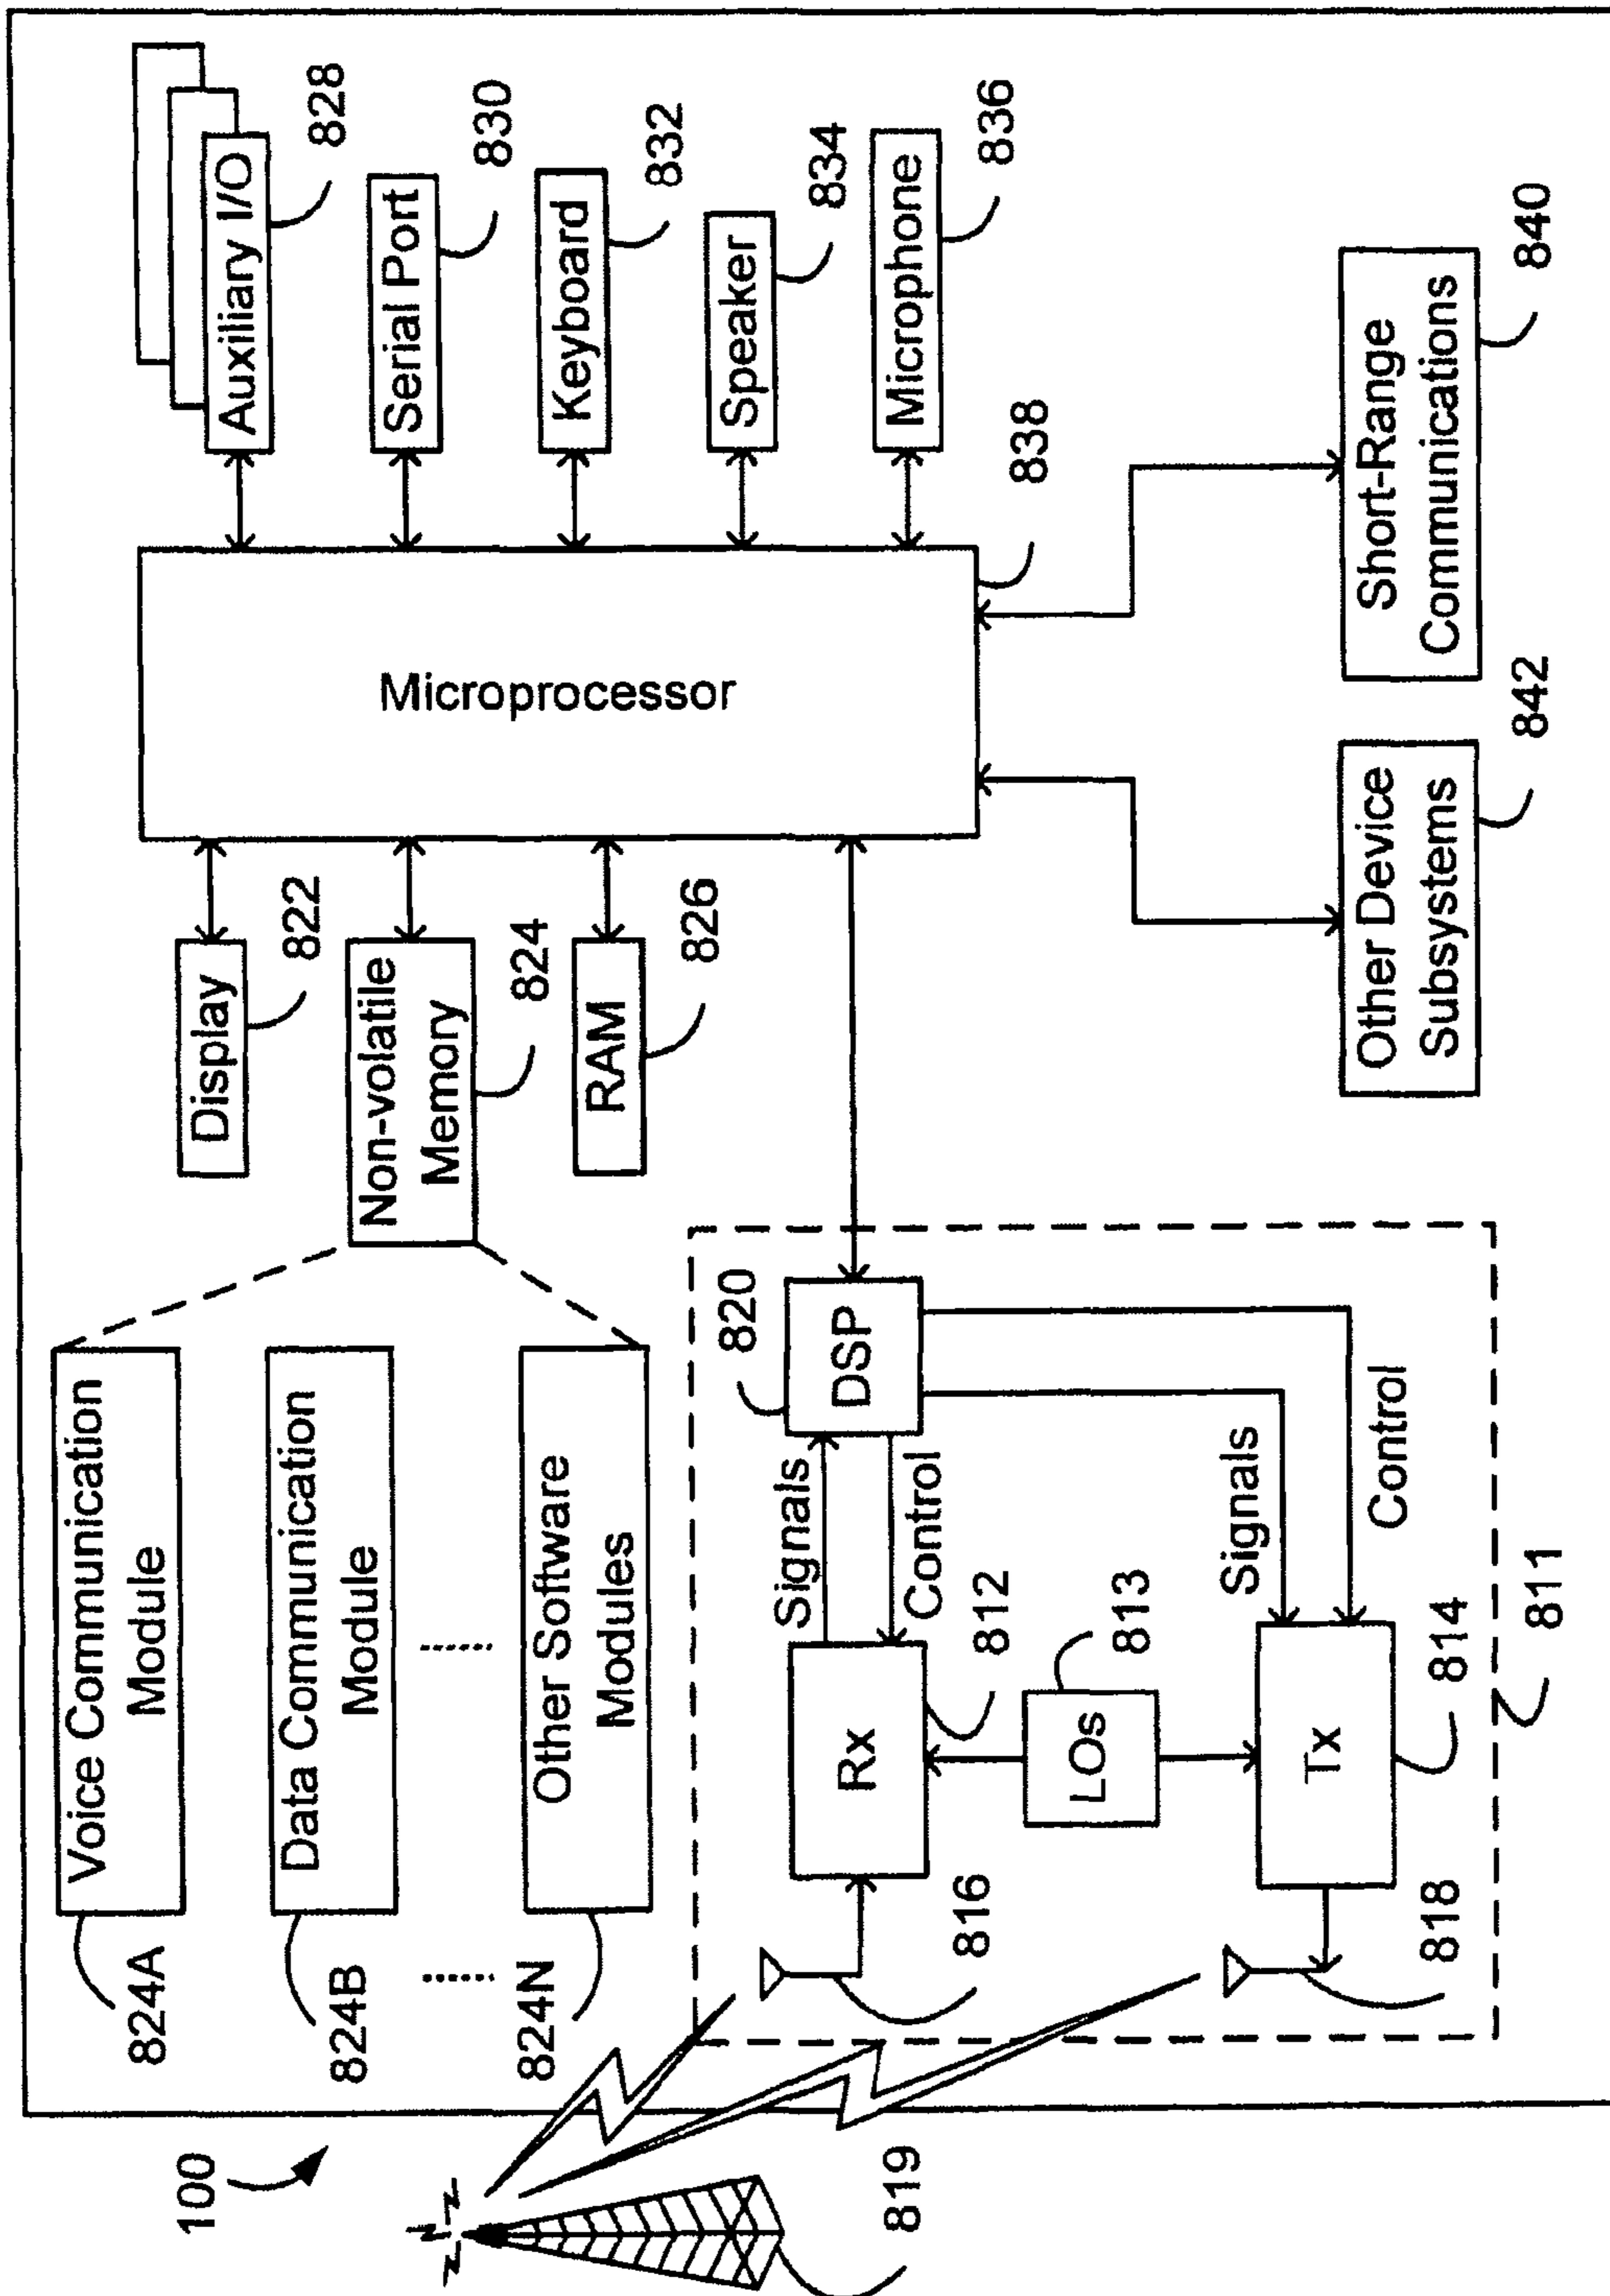 100
819
824A
Voice Communication
Module
824B
Data Communication
Module
........
........
824N
Other Software
Modules
Display
822
Non-volatile
Memory
824
RAM
826
Microprocessor
838
Auxiliary I/O
828
Serial Port
830
Keyboard
832
Speaker
834
Microphone
836
Short-Range
Communications
840
Other Device
Subsystems
842
820
DSP
Signals
Control
Rx
812
LOs
813
Signals
Control
Tx
814
816
818
811